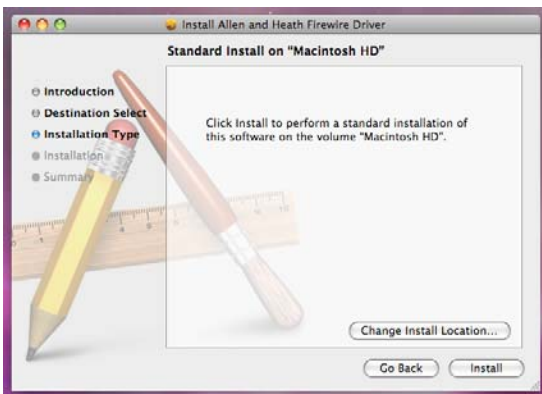 Install Allen and Heath Firewire Driver
Standard Install on "Macintosh HD"
Introduction
Destination Select
Installation Type
Installation
Summary
Click Install to perform a standard installation of
this software on the volume "Macintosh HD".
Change Install Location...
Go Back
Install